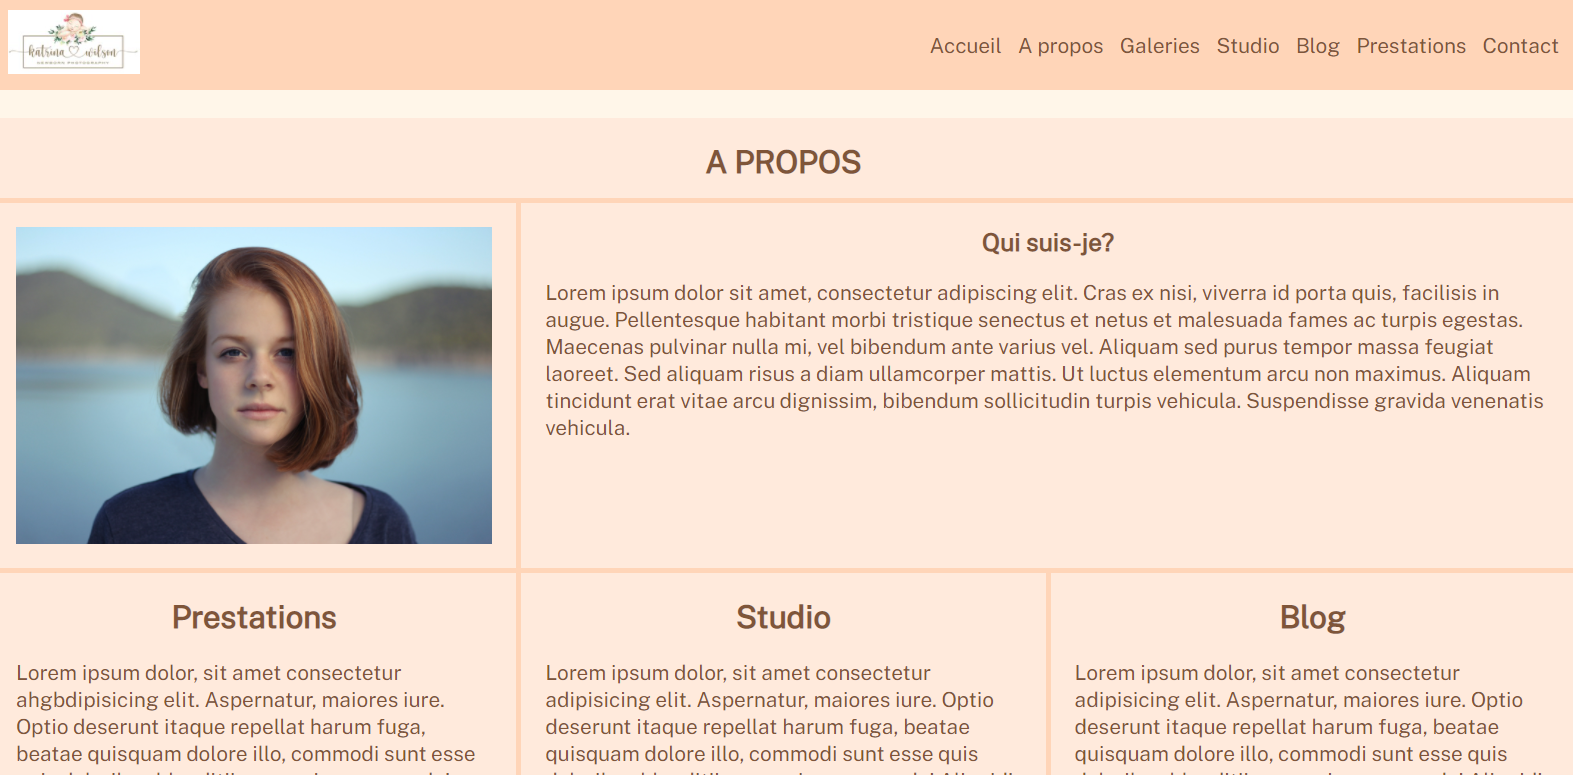 katrina wilson
NEWBORN PHOTOGRAPHY
Accueil A propos Galeries Studio Blog Prestations Contact
A PROPOS
Qui suis-je?
Lorem ipsum dolor sit amet, consectetur adipiscing elit. Cras ex nisi, viverra id porta quis, facilisis in
augue. Pellentesque habitant morbi tristique senectus et netus et malesuada fames ac turpis egestas.
Maecenas pulvinar nulla mi, vel bibendum ante varius vel. Aliquam sed purus tempor massa feugiat
laoreet. Sed aliquam risus a diam ullamcorper mattis. Ut luctus elementum arcu non maximus. Aliquam
tincidunt erat vitae arcu dignissim, bibendum sollicitudin turpis vehicula. Suspendisse gravida venenatis
vehicula.
Prestations
Lorem ipsum dolor, sit amet consectetur
ahgbdipisicing elit. Aspernatur, maiores iure.
Optio deserunt itaque repellat harum fuga,
beatae quisquam dolore illo, commodi sunt esse
Studio
Lorem ipsum dolor, sit amet consectetur
adipisicing elit. Aspernatur, maiores iure. Optio
deserunt itaque repellat harum fuga, beatae
quisquam dolore illo, commodi sunt esse quis
Blog
Lorem ipsum dolor, sit amet consectetur
adipisicing elit. Aspernatur, maiores iure. Optio
deserunt itaque repellat harum fuga, beatae
quisquam dolore illo, commodi sunt esse quis